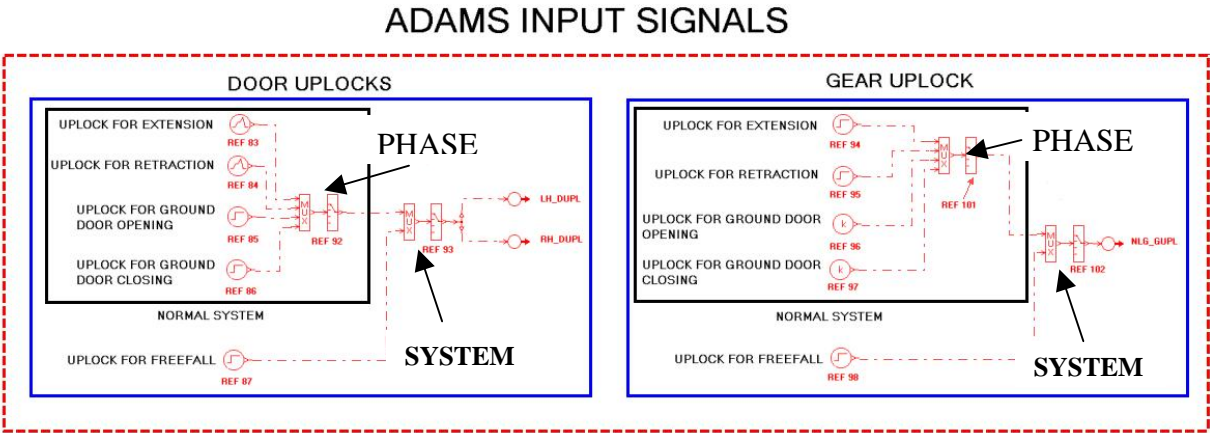 ADAMS INPUT SIGNALS
DOOR UPLOCKS
UPLOCK FOR EXTENSION
REF 83
PHASE
UPLOCK FOR RETRACTION
REF 84
UPLOCK FOR GROUND
DOOR OPENING
REF 85
MUX
REF 92
MUX
REF 93
LH_DUPL
RH_DUPL
UPLOCK FOR GROUND
DOOR CLOSING
REF 86
NORMAL SYSTEM
UPLOCK FOR FREEFALL
REF 87
SYSTEM
GEAR UPLOCK
UPLOCK FOR EXTENSION
REF 94
MUX
PHASE
UPLOCK FOR RETRACTION
REF 95
REF 101
UPLOCK FOR GROUND DOOR
OPENING
k
REF 96
MUX
NLG_GUPL
REF 102
UPLOCK FOR GROUND DOOR
CLOSING
k
REF 97
NORMAL SYSTEM
UPLOCK FOR FREEFALL
REF 98
SYSTEM